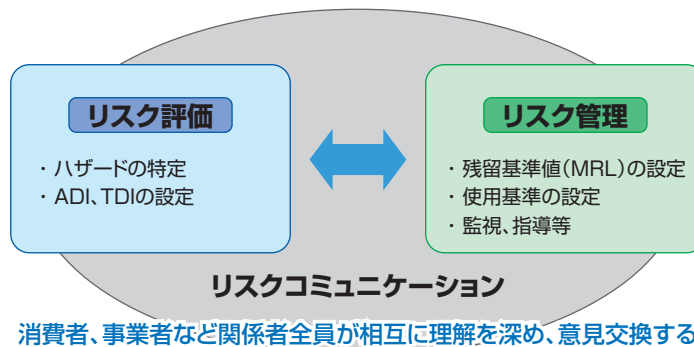 リスク評価
・ ハザードの特定
・ ADI、TDIの設定
リスク管理
・ 残留基準値(MRL)の設定
・ 使用基準の設定
・ 監視、指導等
リスクコミュニケーション
消費者、事業者など関係者全員が相互に理解を深め、意見交換する